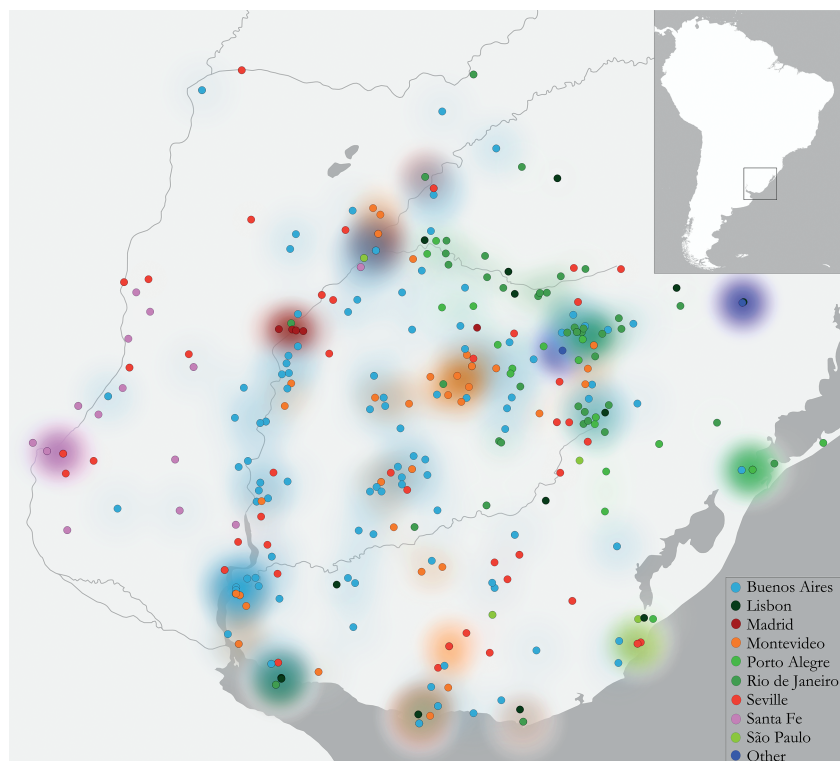 Buenos Aires
Lisbon
Madrid
Montevideo
Porto Alegre
Rio de Janeiro
Seville
Santa Fe
São Paulo
Other